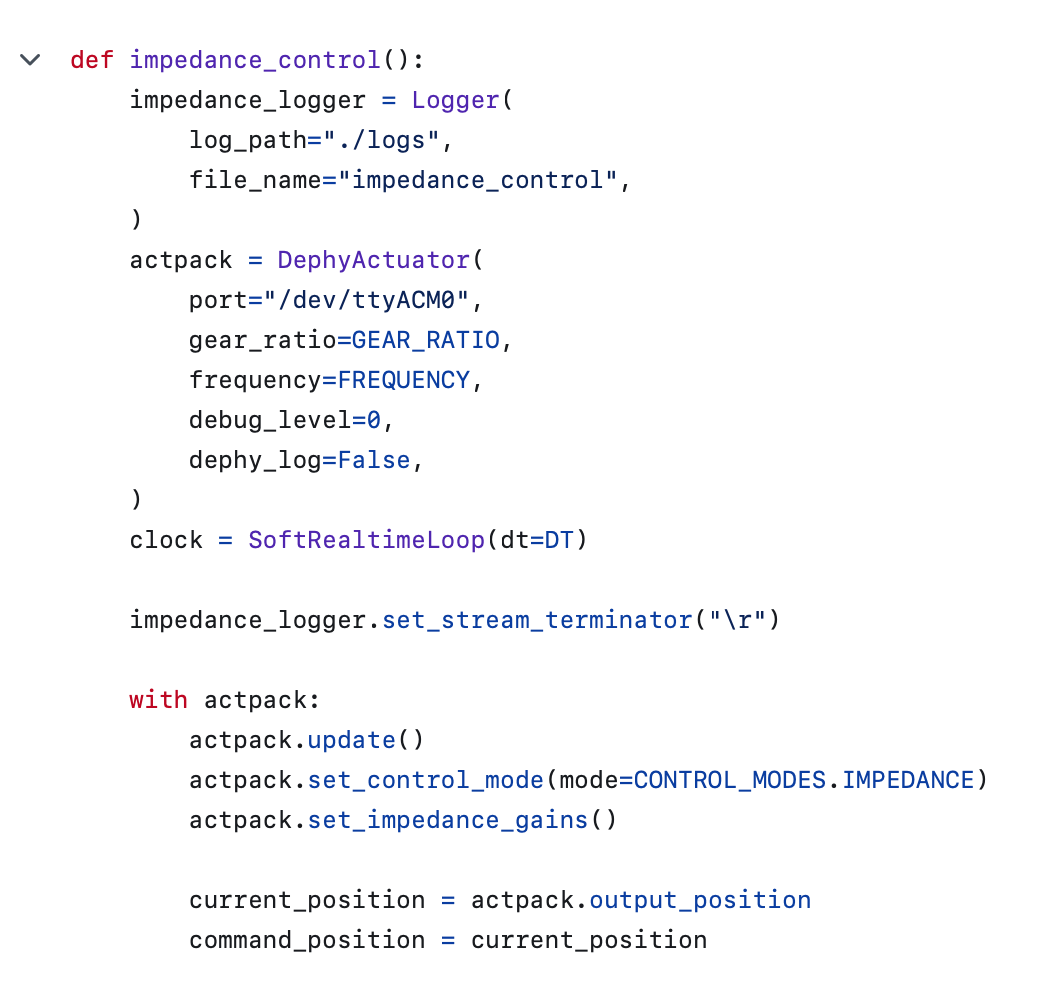 def impedance_control():
    impedance_logger = Logger(
        log_path="./logs",
        file_name="impedance_control",
    )
    actpack = DephyActuator(
        port="/dev/ttyACM0",
        gear_ratio=GEAR_RATIO,
        frequency=FREQUENCY,
        debug_level=0,
        dephy_log=False,
    )
    clock = SoftRealtimeLoop(dt=DT)

    impedance_logger.set_stream_terminator("\r")

    with actpack:
        actpack.update()
        actpack.set_control_mode(mode=CONTROL_MODES.IMPEDANCE)
        actpack.set_impedance_gains()

        current_position = actpack.output_position
        command_position = current_position